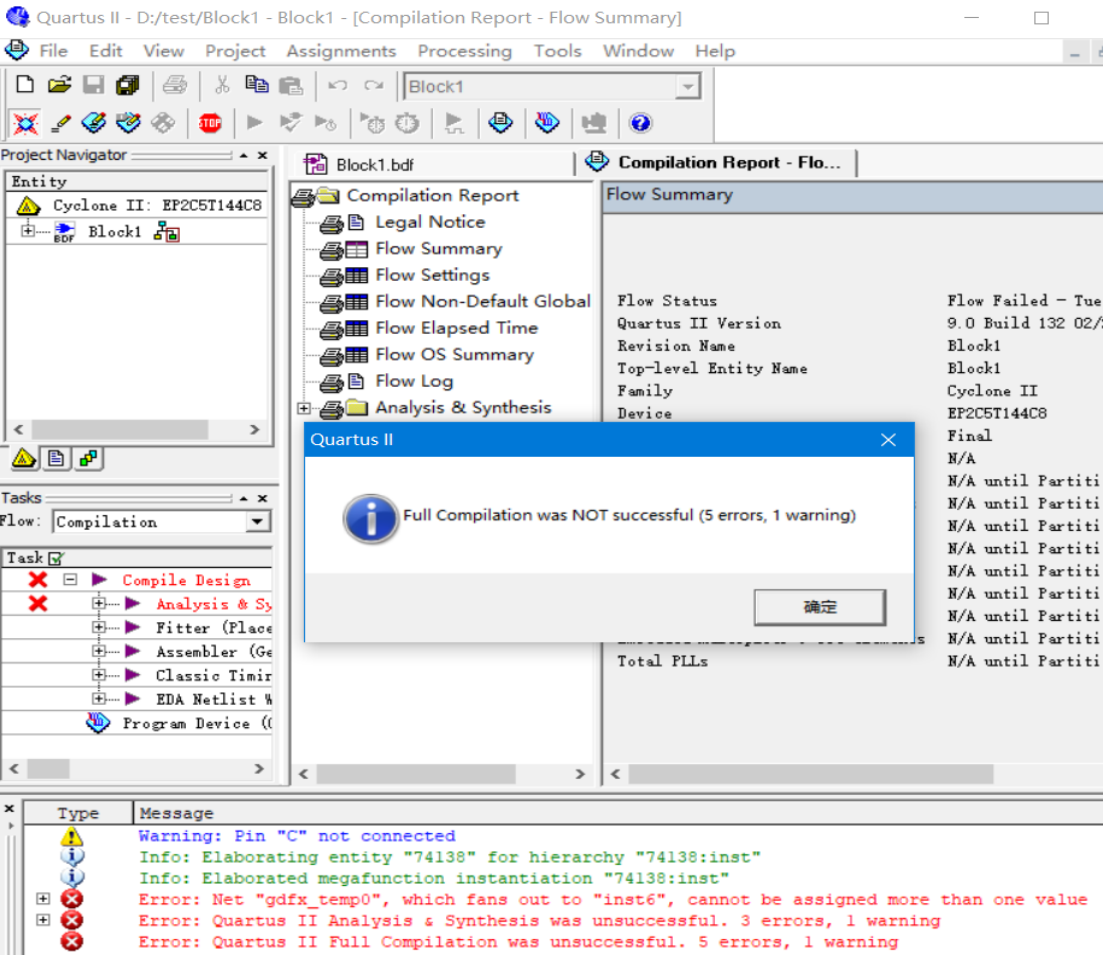 Quartus II - D:/test/Block1 - Block1 - [Compilation Report - Flow Summary]
File Edit View Project Assignments Processing Tools Window Help
Block1
STOP
Project Navigator
Entity
Cyclone II: EP2C5T144C8
BDF Block1
Block1.bdf
Compilation Report - Flo...
Compilation Report
Legal Notice
Flow Summary
Flow Settings
Flow Non-Default Global
Flow Elapsed Time
Flow OS Summary
Flow Log
Analysis & Synthesis
Flow Summary
Flow Status Flow Failed - Tue
Quartus II Version 9.0 Build 132 02/
Revision Name Block1
Top-level Entity Name Block1
Family Cyclone II
Device EP2C5T144C8
Final
N/A
N/A until Partiti
N/A until Partiti
N/A until Partiti
N/A until Partiti
N/A until Partiti
N/A until Partiti
N/A until Partiti
N/A until Partiti
Total PLLs N/A until Partiti
Quartus II
Full Compilation was NOT successful (5 errors, 1 warning)
确定
Tasks
Flow: Compilation
Task
Compile Design
Analysis & Sy
Fitter (Place
Assembler (Ge
Classic Timir
EDA Netlist W
Program Device (
Type Message
Warning: Pin "C" not connected
Info: Elaborating entity "74138" for hierarchy "74138:inst"
Info: Elaborated megafunction instantiation "74138:inst"
Error: Net "gdfx_temp0", which fans out to "inst6", cannot be assigned more than one value
Error: Quartus II Analysis & Synthesis was unsuccessful. 3 errors, 1 warning
Error: Quartus II Full Compilation was unsuccessful. 5 errors, 1 warning